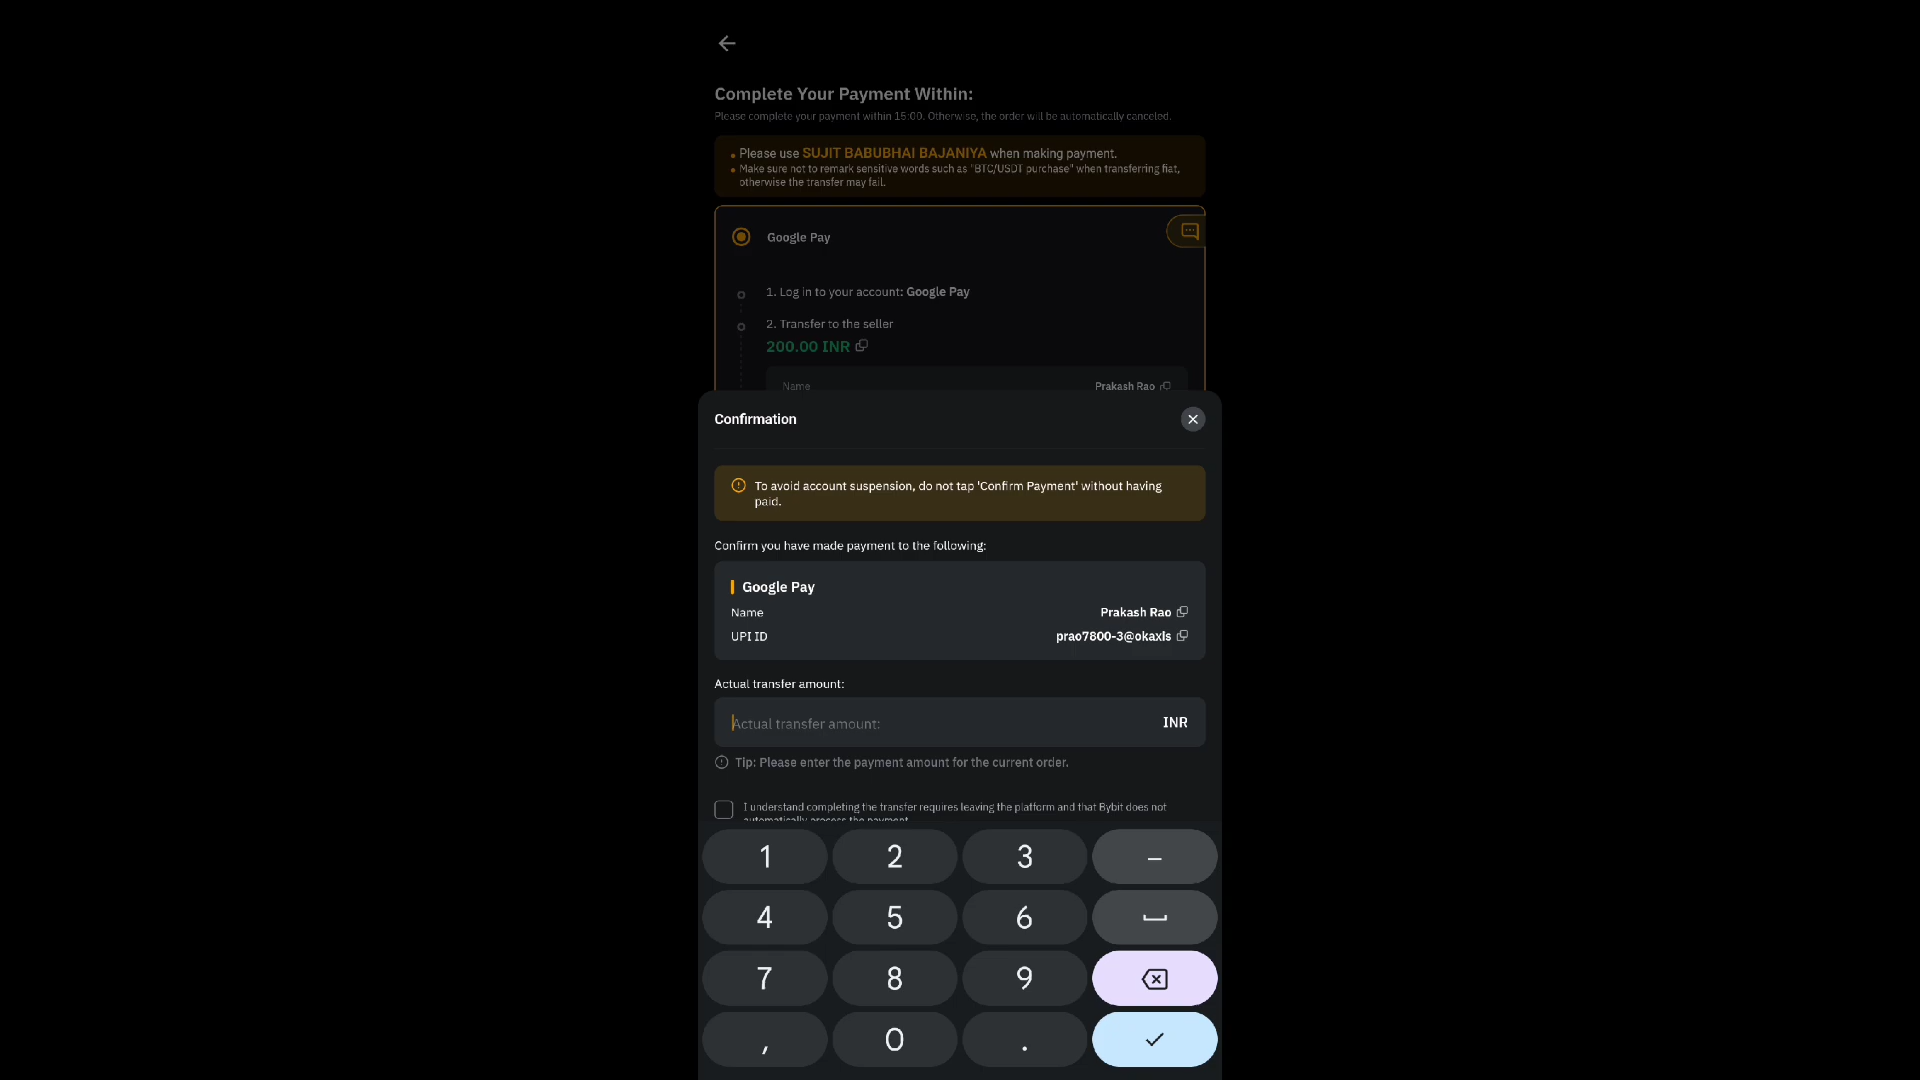 Complete Your Payment Within:
Please complete your payment within 15:00. Otherwise, the order will be automatically canceled.
Please use SUJIT BABUBHAI BAJANIYA when making payment.
Make sure not to remark sensitive words such as "BTC/USDT purchase" when transferring fiat,
otherwise the transfer may fail.
Google Pay
1. Log in to your account: Google Pay
2. Transfer to the seller
200.00 INR
Name Prakash Rao
Confirmation
To avoid account suspension, do not tap 'Confirm Payment' without having
paid.
Confirm you have made payment to the following:
Google Pay
Name Prakash Rao
UPI ID prao7800-3@okaxis
Actual transfer amount:
Actual transfer amount: INR
Tip: Please enter the payment amount for the current order.
I understand completing the transfer requires leaving the platform and that Bybit does not
automatically process the payment.
1 2 3 –
4 5 6
7 8 9
, 0 .